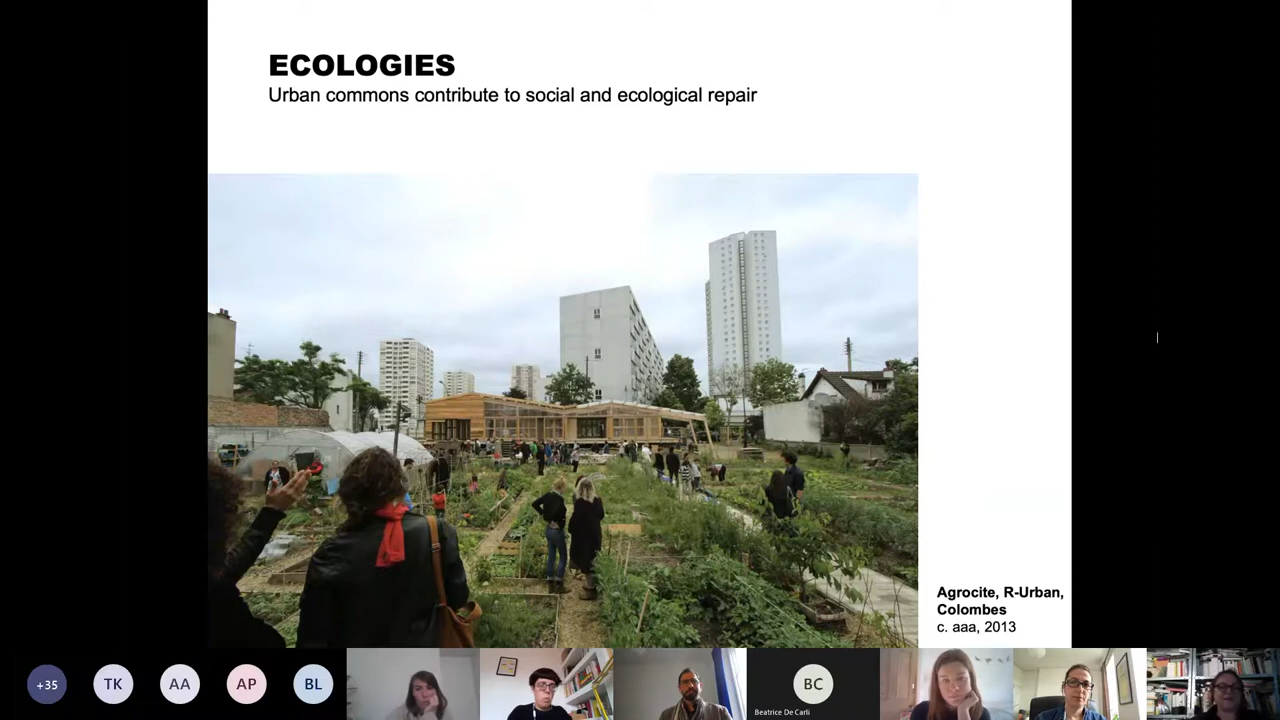 ECOLOGIES
Urban commons contribute to social and ecological repair
Agrocite, R-Urban,
Colombes
c. aaa, 2013
+35
TK
AA
AP
BL
BC
Beatrice De Carli